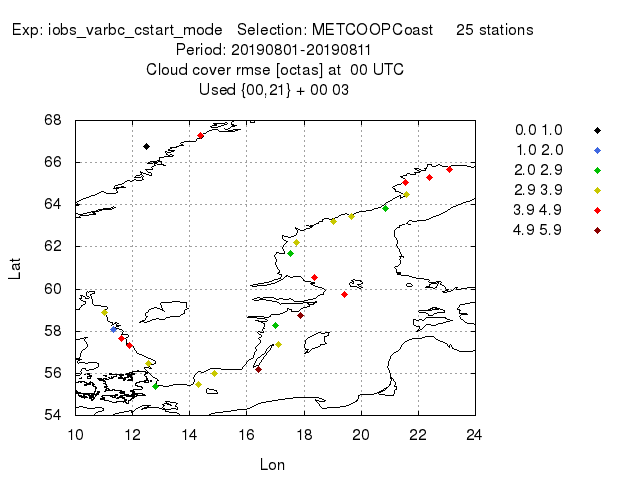 Exp: iobs_varbc_cstart_mode   Selection: METCOOPCoast     25 stations
Period: 20190801-20190811
Cloud cover rmse [octas] at  00 UTC
Used {00,21} + 00 03
68
66
64
62
60
58
56
54
Lat
10 12 14 16 18 20 22 24
Lon
0.0 1.0
1.0 2.0
2.0 2.9
2.9 3.9
3.9 4.9
4.9 5.9